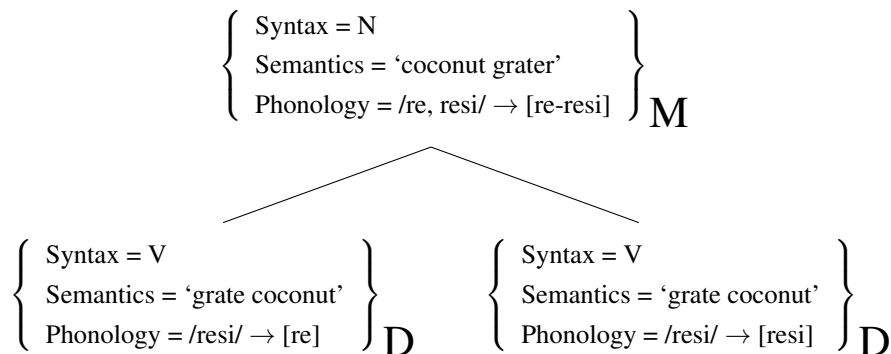 Syntax = N
Semantics = ‘coconut grater’
Phonology = /re, resi/ → [re-resi]
M
Syntax = V
Semantics = ‘grate coconut’
Phonology = /resi/ → [re]
D
Syntax = V
Semantics = ‘grate coconut’
Phonology = /resi/ → [resi]
D